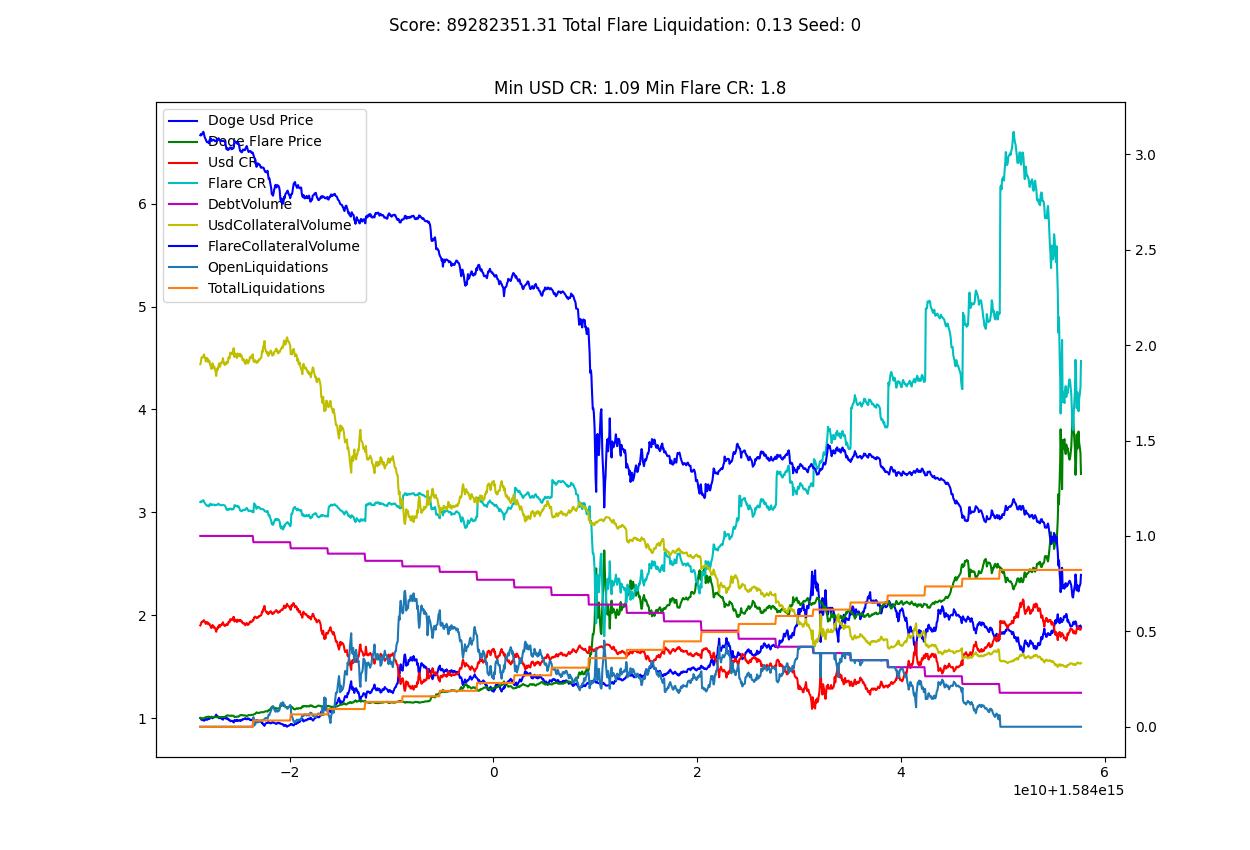 Score: 89282351.31 Total Flare Liquidation: 0.13 Seed: 0
Min USD CR: 1.09 Min Flare CR: 1.8
Doge Usd Price
Doge Flare Price
Usd CR
Flare CR
DebtVolume
UsdCollateralVolume
FlareCollateralVolume
OpenLiquidations
TotalLiquidations
6
5
4
3
2
1
3.0
2.5
2.0
1.5
1.0
0.5
0.0
−2
0
2
4
6
1e10+1.584e15